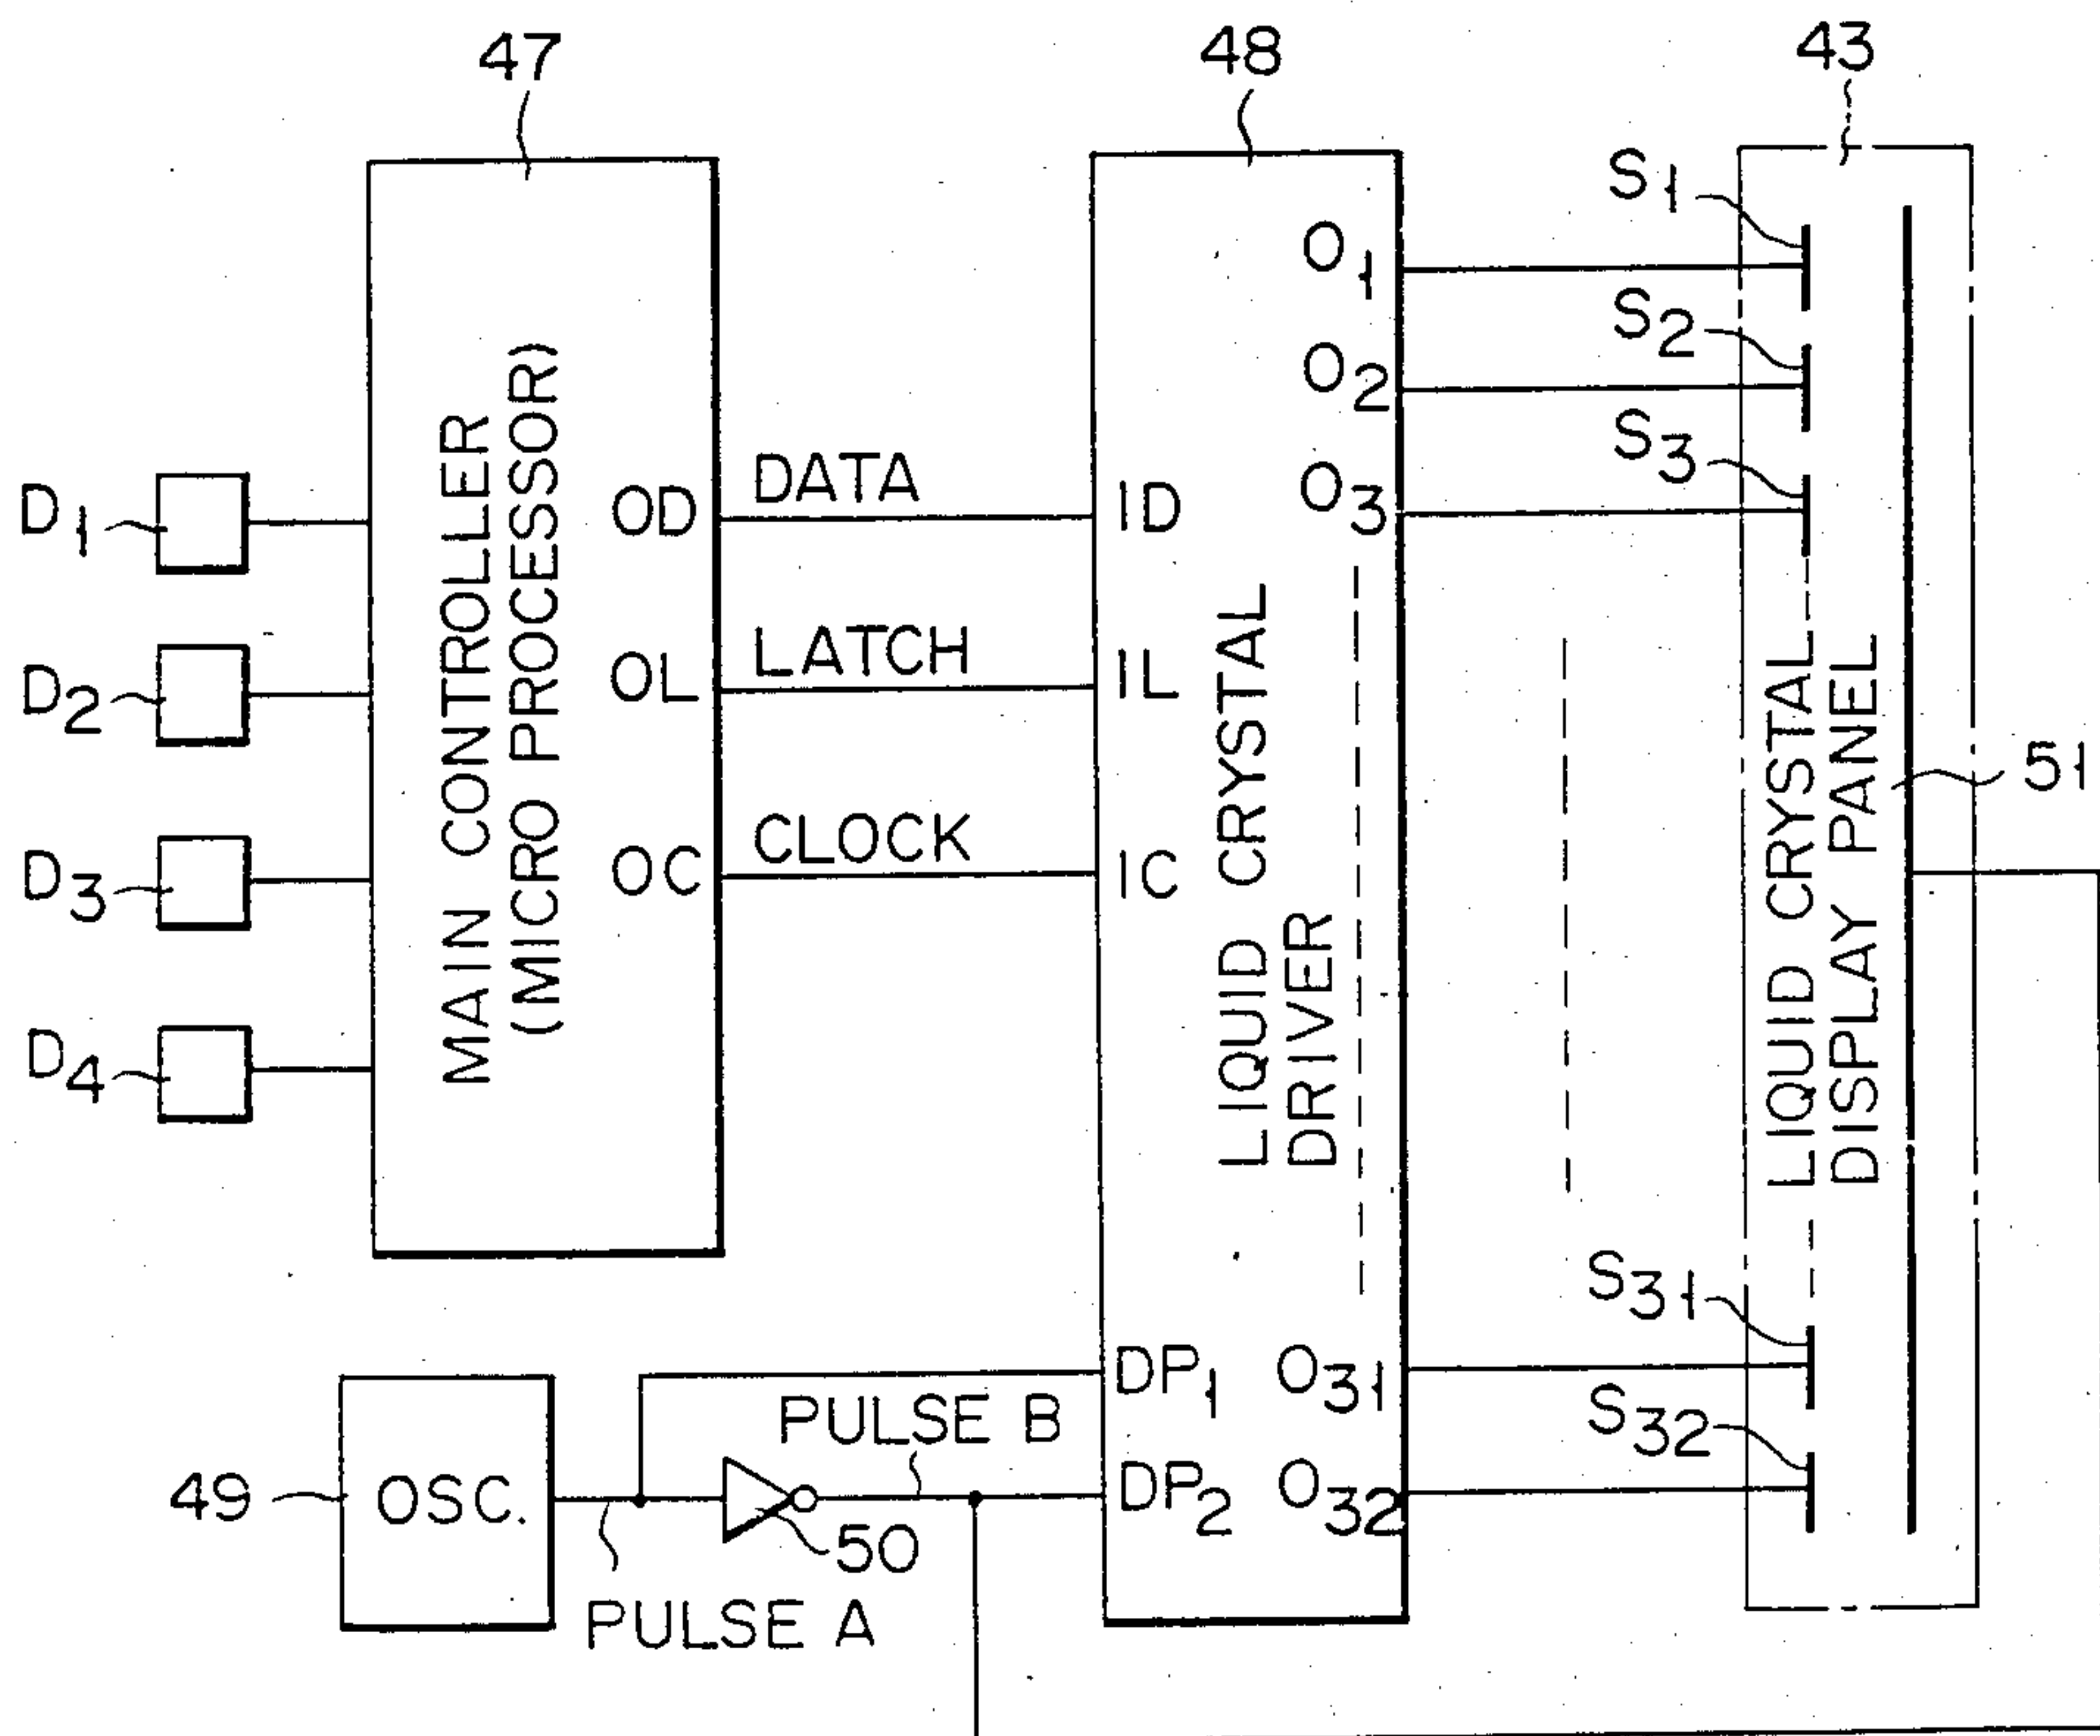 47
48
43
MAIN CONTROLLER
(MICRO PROCESSOR)
D1
D2
D3
D4
OD
OL
OC
DATA
LATCH
CLOCK
ID
IL
IC
LIQUID CRYSTAL
DRIVER
O1
O2
O3
O31
O32
S1
S2
S3
S31
S32
LIQUID CRYSTAL
DISPLAY PANEL
51
DP1
DP2
PULSE B
49
OSC.
50
PULSE A